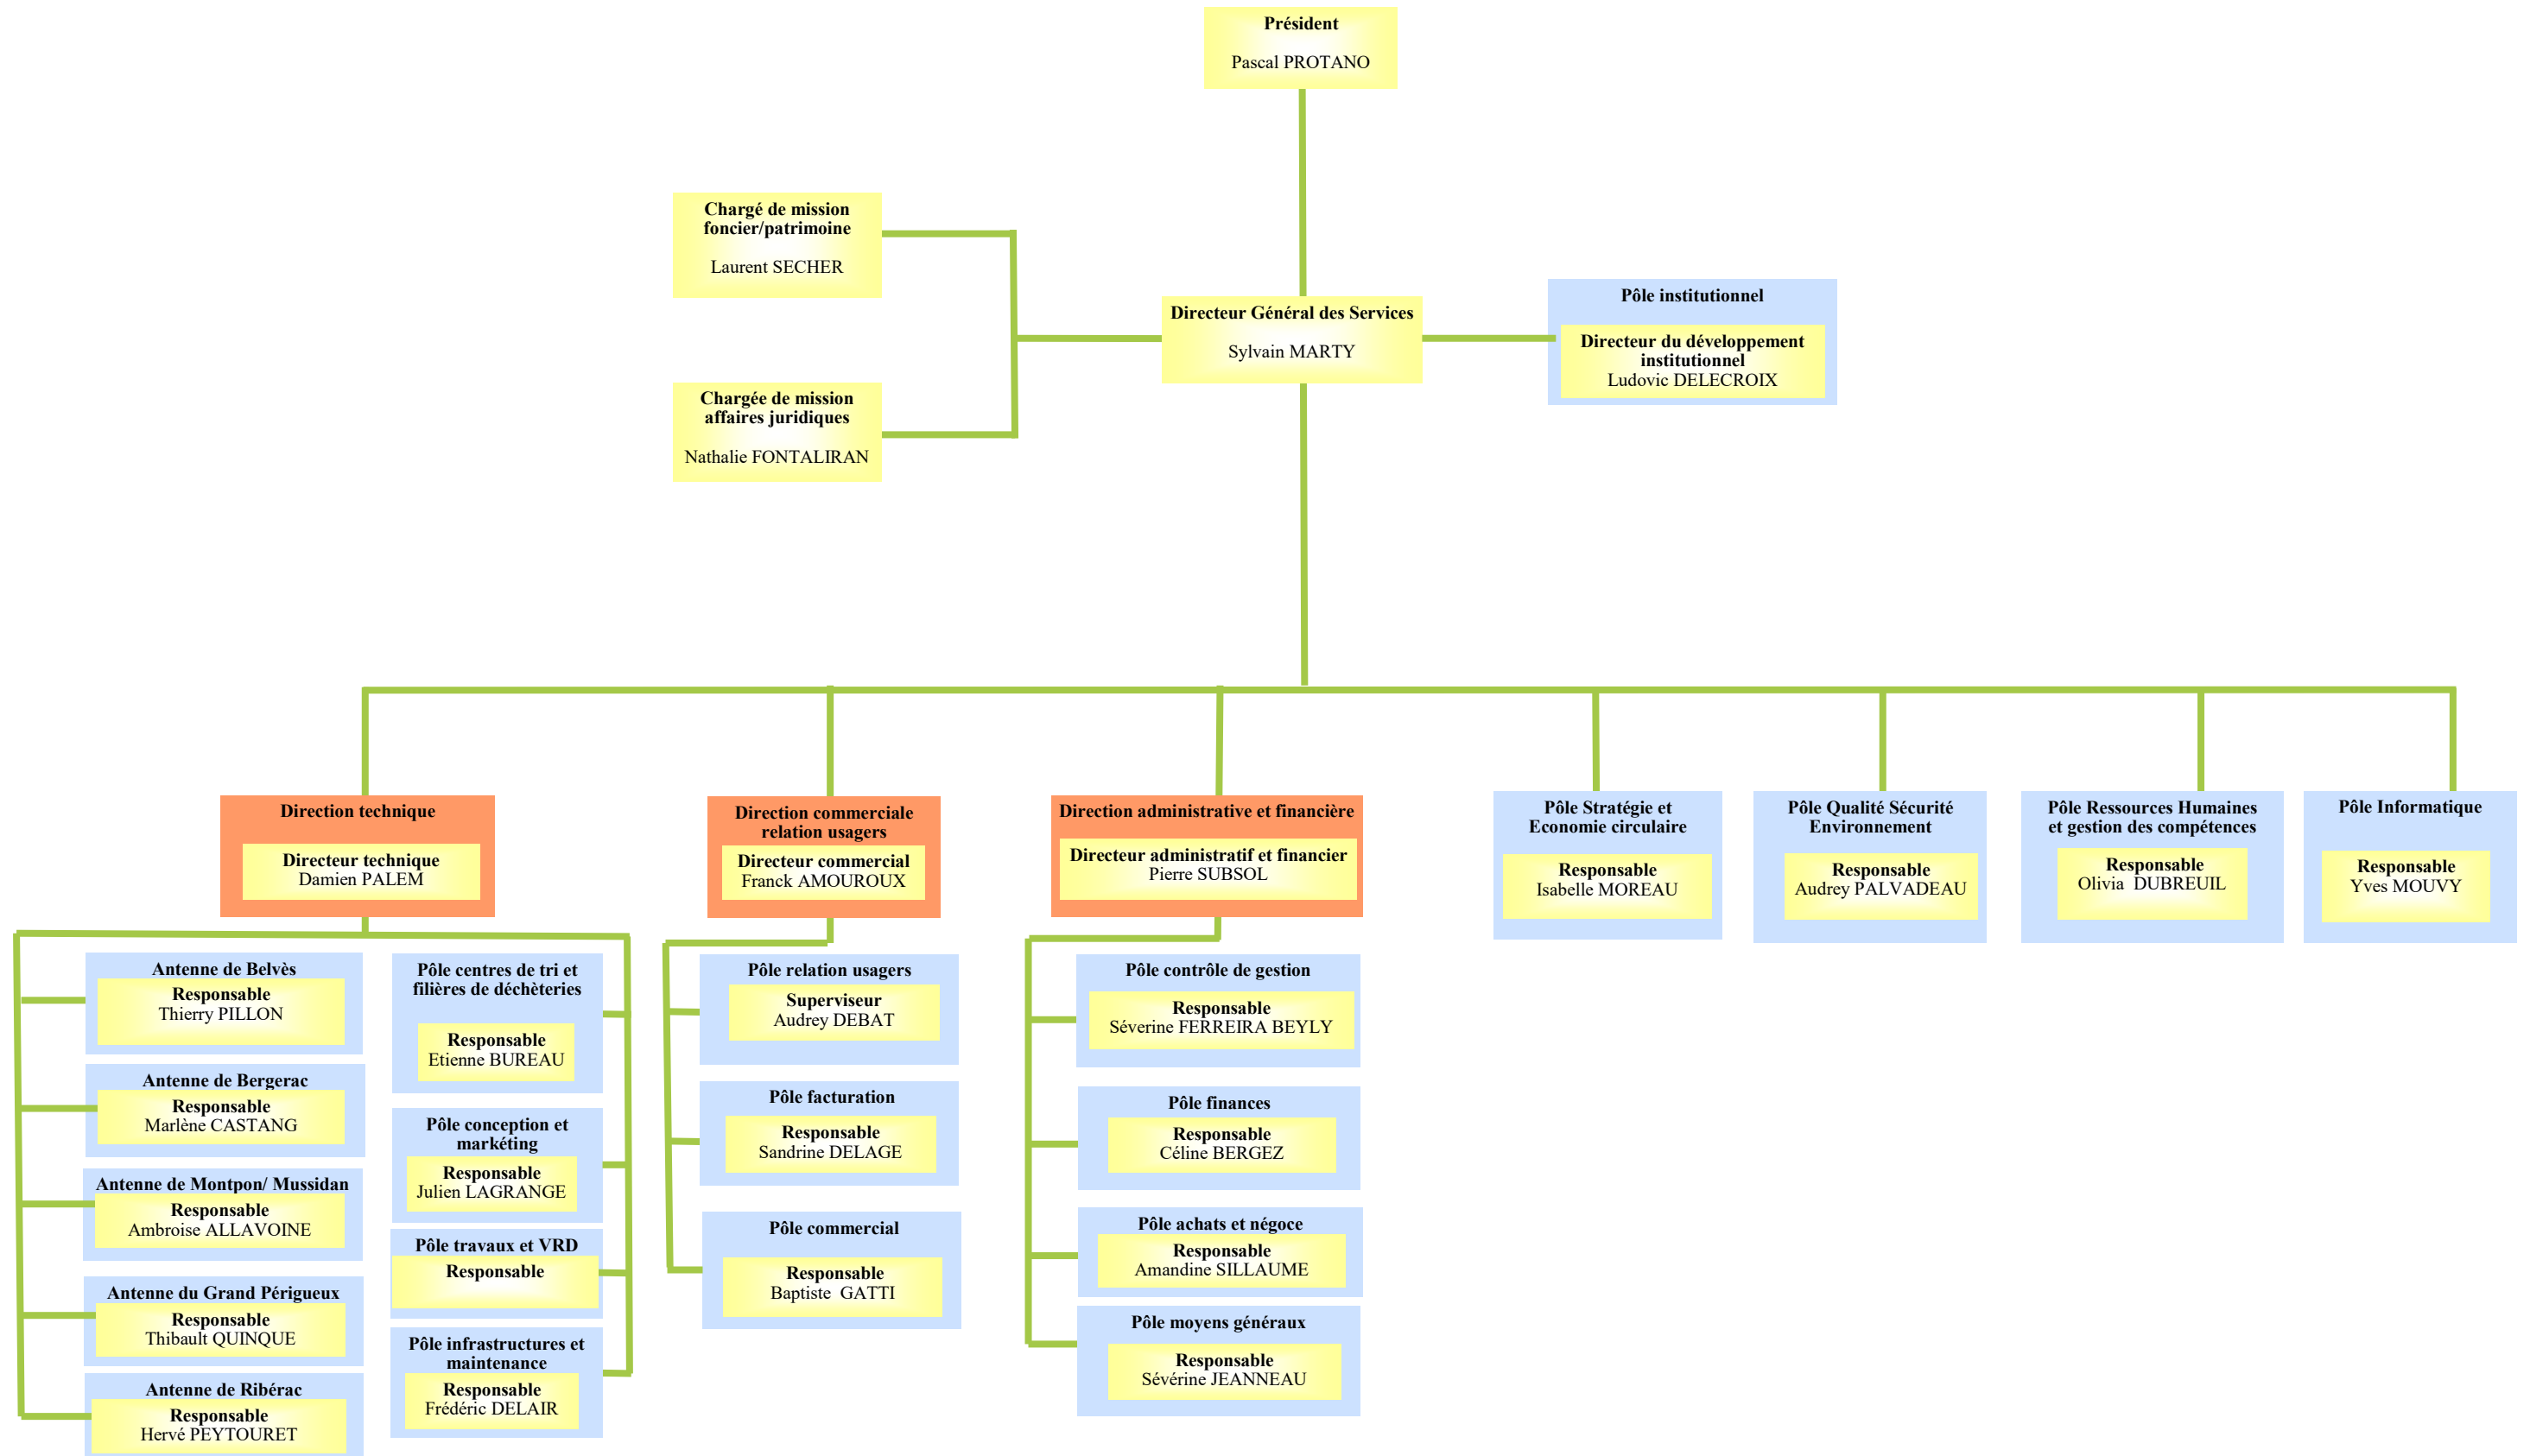 Président
Pascal PROTANO
Chargé de mission
foncier/patrimoine
Laurent SECHER
Directeur Général des Services
Sylvain MARTY
Pôle institutionnel
Directeur du développement
institutionnel
Ludovic DELECROIX
Chargée de mission
affaires juridiques
Nathalie FONTALIRAN
Direction technique
Directeur technique
Damien PALEM
Direction commerciale
relation usagers
Directeur commercial
Franck AMOUROUX
Direction administrative et financière
Directeur administratif et financier
Pierre SUBSOL
Pôle Stratégie et
Economie circulaire
Responsable
Isabelle MOREAU
Pôle Qualité Sécurité
Environnement
Responsable
Audrey PALVADEAU
Pôle Ressources Humaines
et gestion des compétences
Responsable
Olivia  DUBREUIL
Pôle Informatique
Responsable
Yves MOUVY
Antenne de Belvès
Responsable
Thierry PILLON
Antenne de Bergerac
Responsable
Marlène CASTANG
Antenne de Montpon/ Mussidan
Responsable
Ambroise ALLAVOINE
Antenne du Grand Périgueux
Responsable
Thibault QUINQUE
Antenne de Ribérac
Responsable
Hervé PEYTOURET
Pôle centres de tri et
filières de déchèteries
Responsable
Etienne BUREAU
Pôle conception et
markéting
Responsable
Julien LAGRANGE
Pôle travaux et VRD
Responsable
Pôle infrastructures et
maintenance
Responsable
Frédéric DELAIR
Pôle relation usagers
Superviseur
Audrey DEBAT
Pôle facturation
Responsable
Sandrine DELAGE
Pôle commercial
Responsable
Baptiste  GATTI
Pôle contrôle de gestion
Responsable
Séverine FERREIRA BEYLY
Pôle finances
Responsable
Céline BERGEZ
Pôle achats et négoce
Responsable
Amandine SILLAUME
Pôle moyens généraux
Responsable
Sévérine JEANNEAU